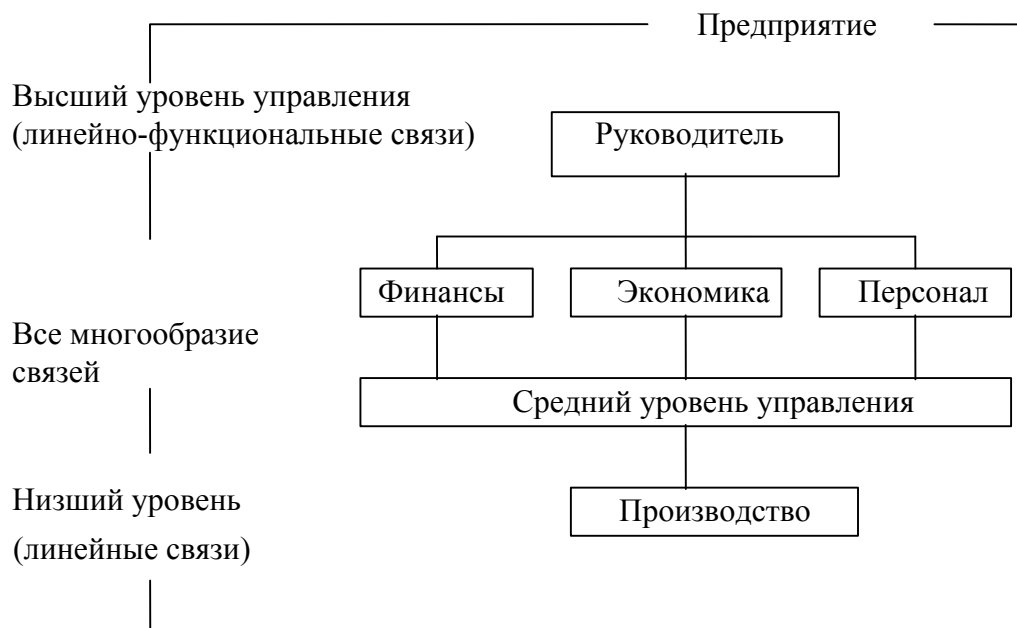 Предприятие
Высший уровень управления
(линейно-функциональные связи)
Руководитель
Финансы
Экономика
Персонал
Все многообразие
связей
Средний уровень управления
Низший уровень
(линейные связи)
Производство